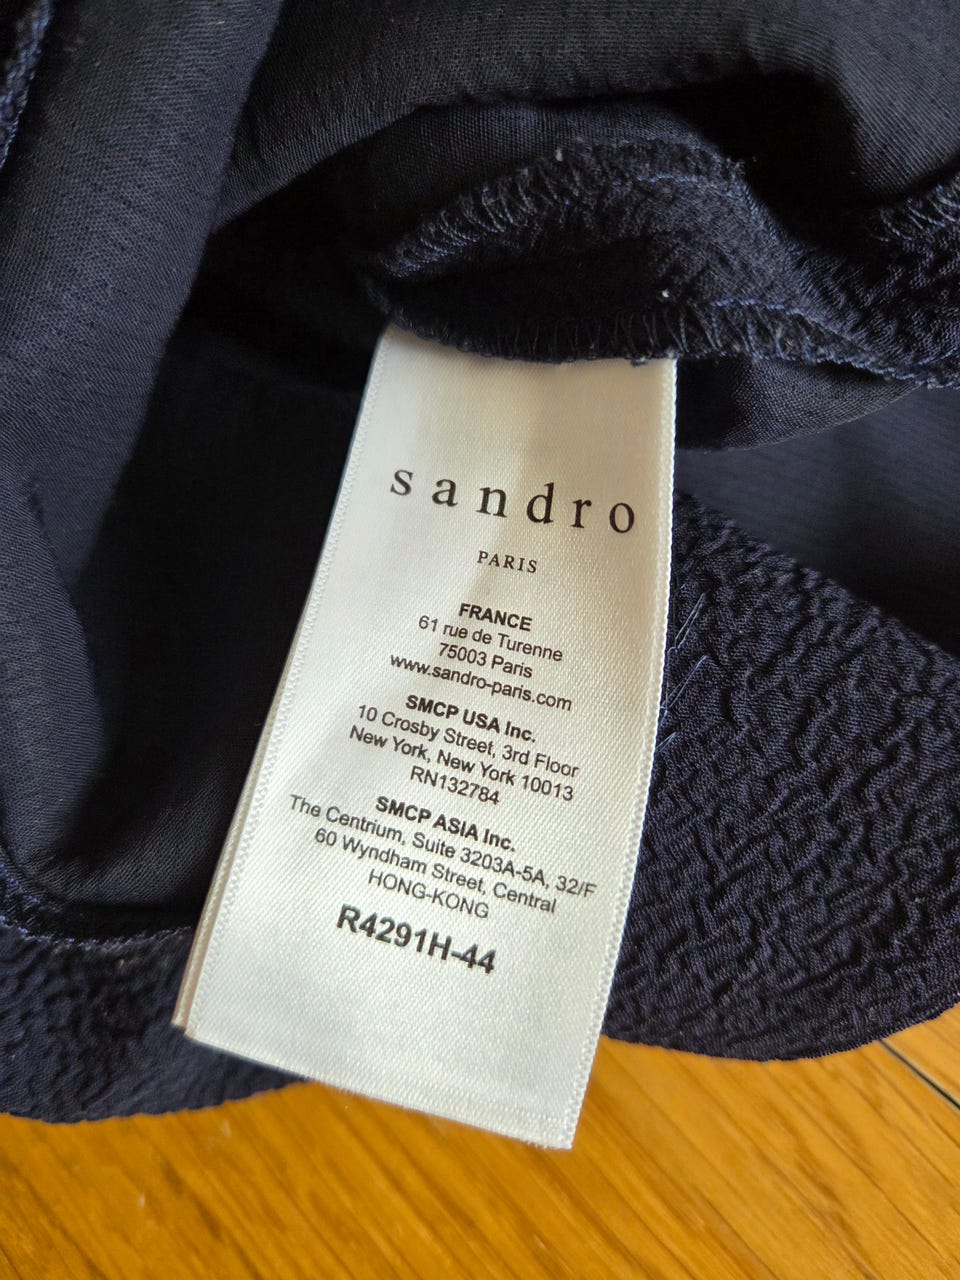 sandro
PARIS
FRANCE
61 rue de Turenne
75003 Paris
www.sandro-paris.com
SMCP USA Inc.
10 Crosby Street, 3rd Floor
New York, New York 10013
RN132784
SMCP ASIA Inc.
The Centrium, Suite 3203A-5A, 32/F
60 Wyndham Street, Central
HONG-KONG
R4291H-44